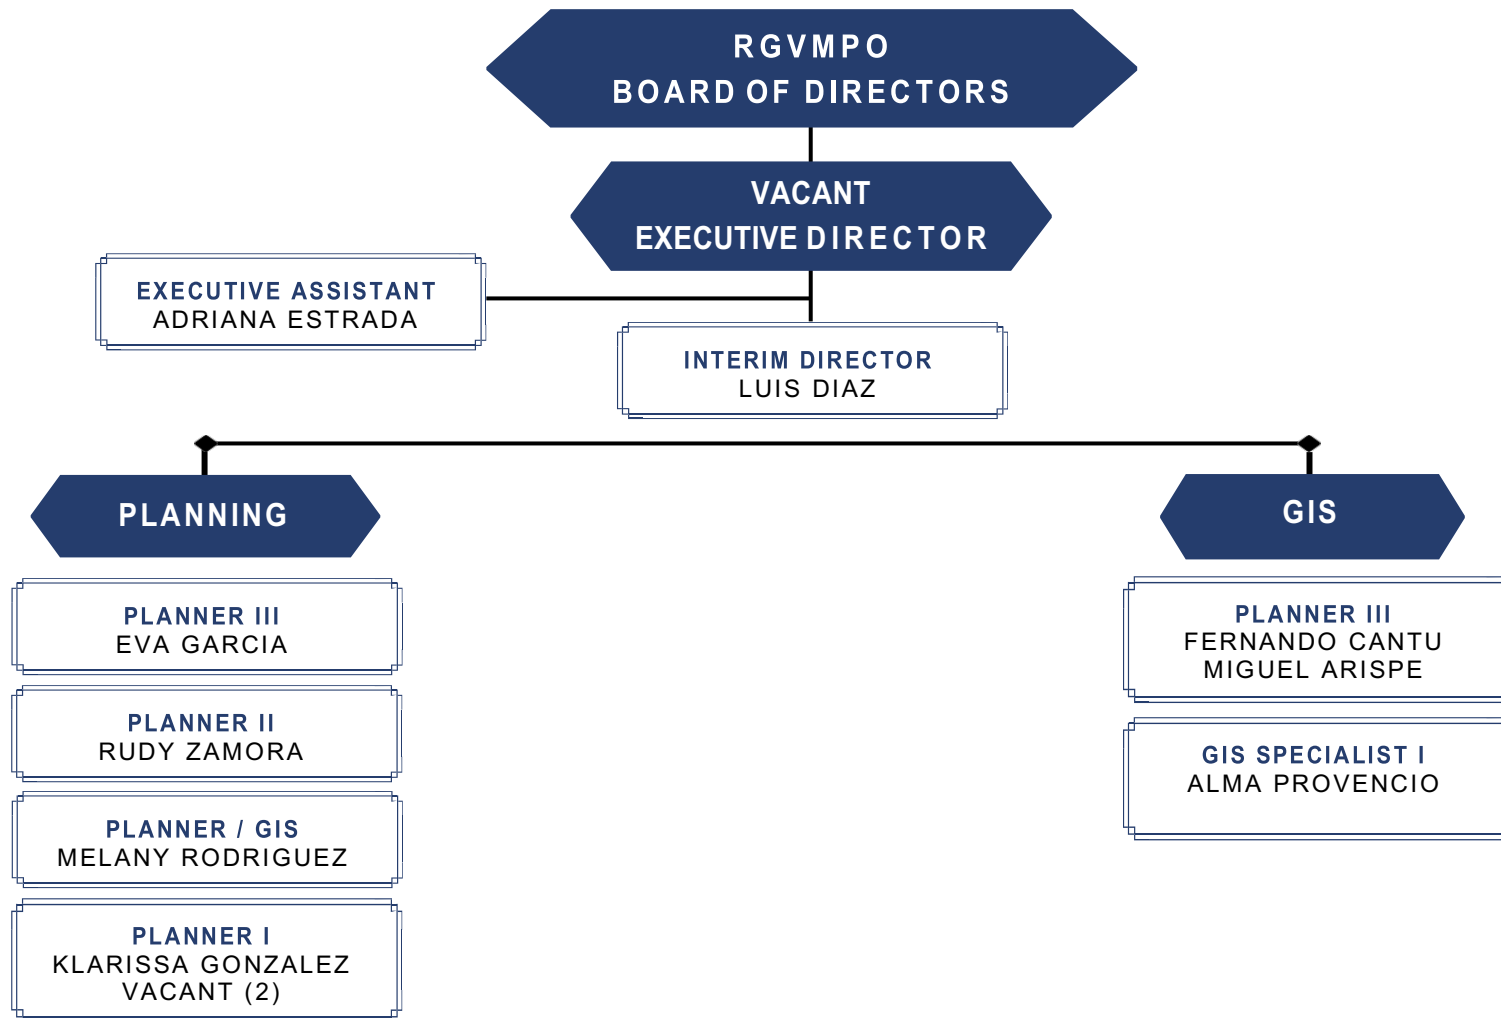 RGVMPO
BOARD OF DIRECTORS
VACANT
EXECUTIVE DIRECTOR
EXECUTIVE ASSISTANT
ADRIANA ESTRADA
INTERIM DIRECTOR
LUIS DIAZ
PLANNING
PLANNER III
EVA GARCIA
PLANNER II
RUDY ZAMORA
PLANNER / GIS
MELANY RODRIGUEZ
PLANNER I
KLARISSA GONZALEZ
VACANT (2)
GIS
PLANNER III
FERNANDO CANTU
MIGUEL ARISPE
GIS SPECIALIST I
ALMA PROVENCIO